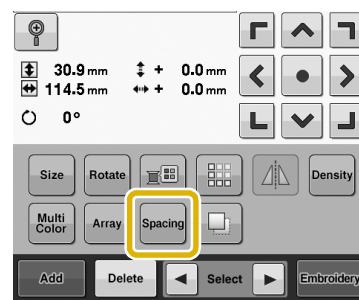 30.9 mm + 0.0 mm
114.5 mm + 0.0 mm
0°
Size Rotate Density
Multi Color Array Spacing
Add Delete Select Embroidery